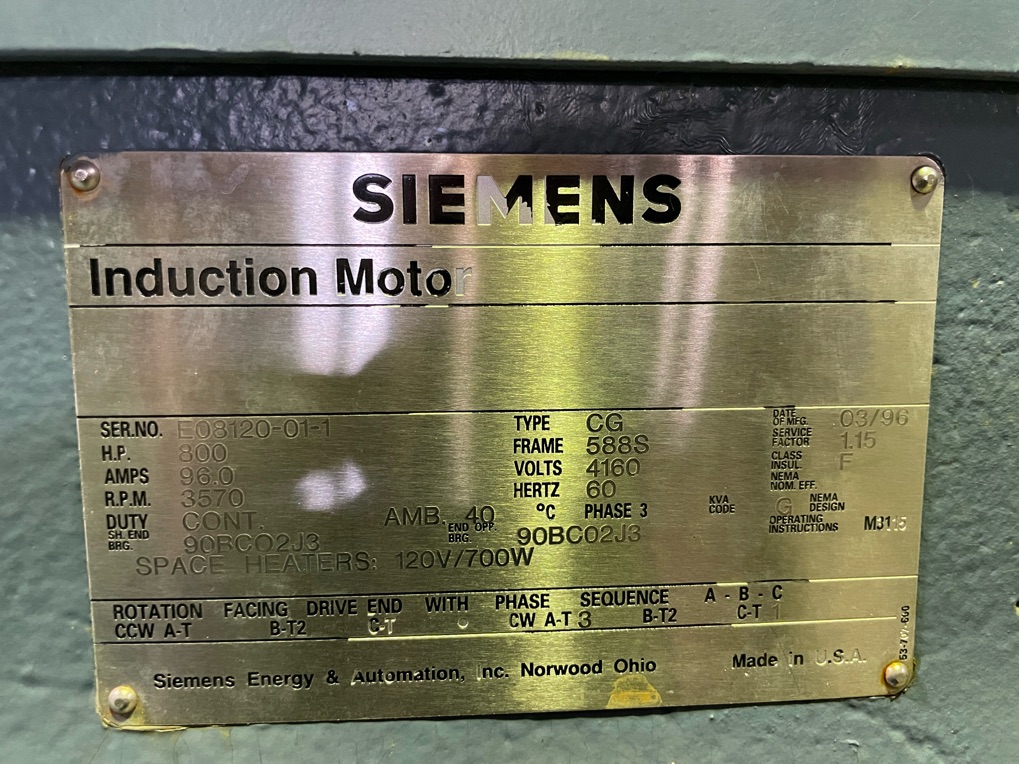 SIEMENS
Induction Motor
SER.NO. E08120-01-1 TYPE CG DATE OF MFG. 03/96
H.P. 800 FRAME 588S SERVICE FACTOR 1.15
AMPS 96.0 VOLTS 4160 CLASS INSUL. F
R.P.M. 3570 HERTZ 60 NEMA NOM. EFF.
DUTY CONT. AMB. 40 °C PHASE 3 KVA CODE G NEMA DESIGN
SH. END BRG. 90BC02J3 END OPP. BRG. 90BC02J3 OPERATING INSTRUCTIONS
SPACE HEATERS: 120V/700W
ROTATION FACING DRIVE END WITH PHASE SEQUENCE A - B - C
CCW A-T B-T2 C-T CW A-T 3 B-T2 C-T 1
Siemens Energy & Automation, Inc. Norwood Ohio Made in U.S.A.